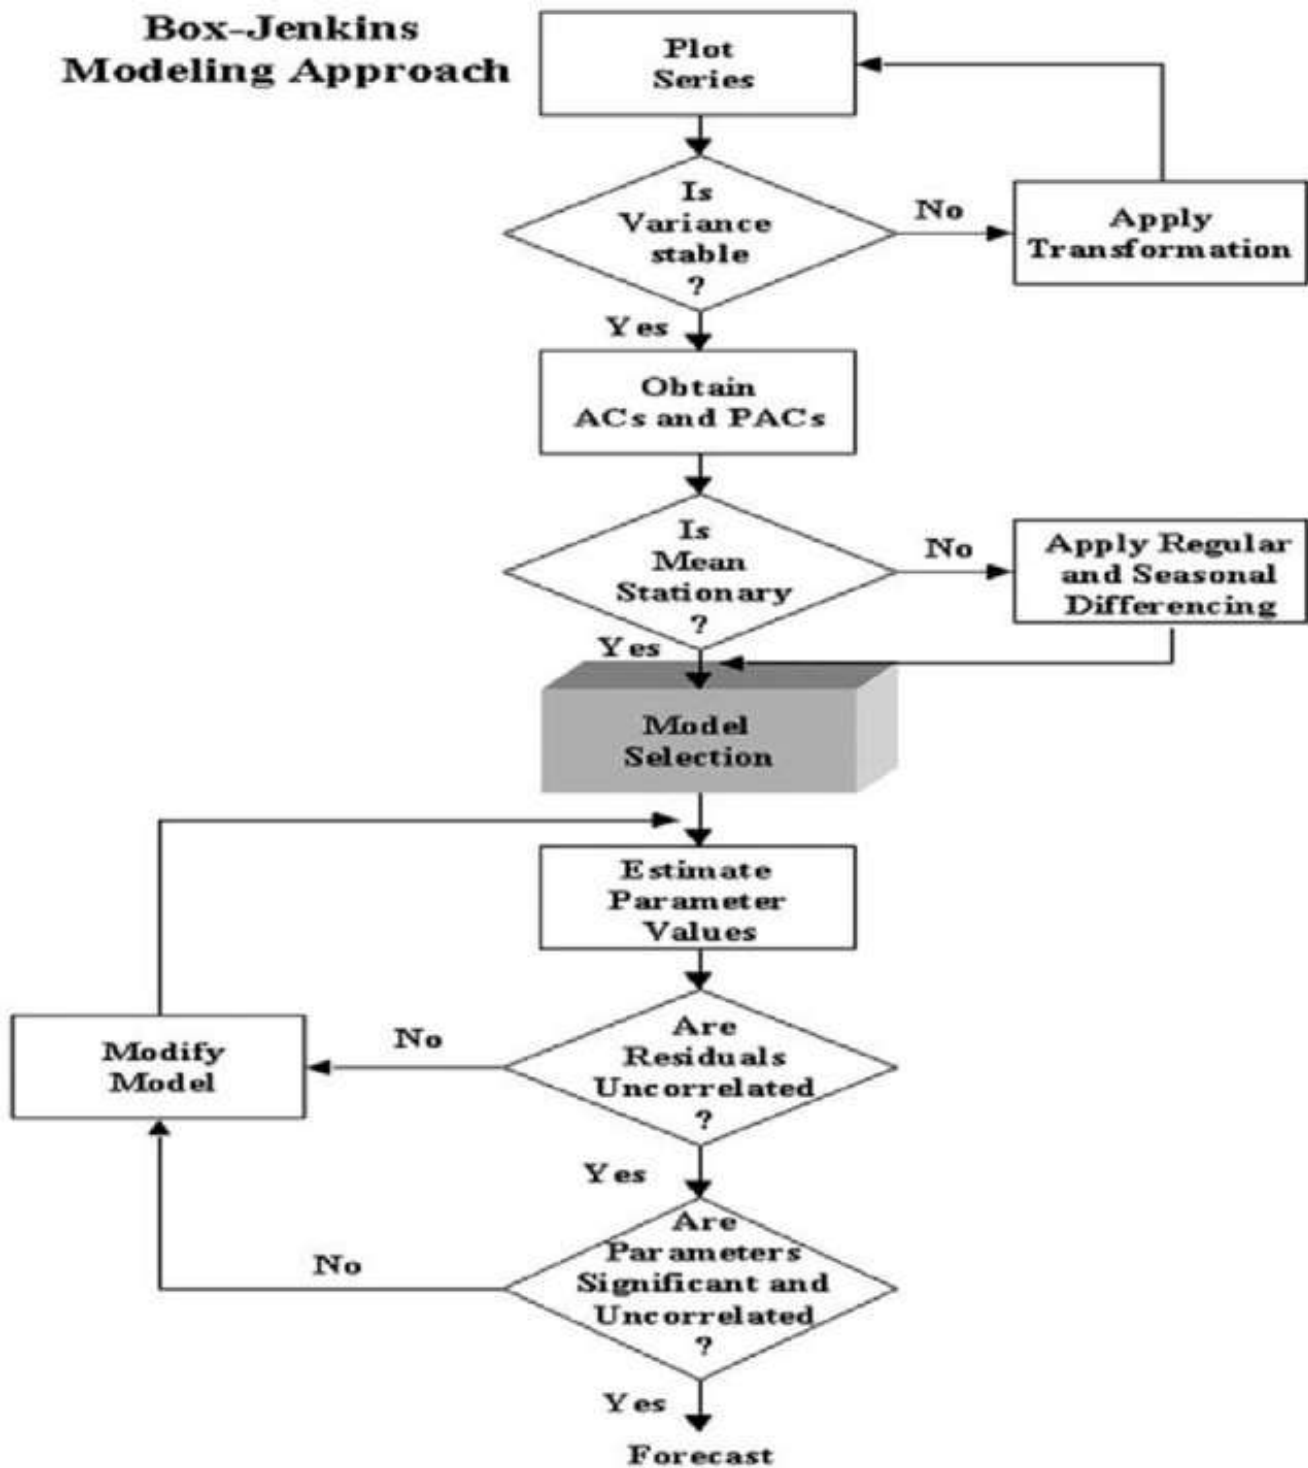 Box-Jenkins
Modeling Approach
Plot
Series
Is
Variance
stable
?
No
Apply
Transformation
Yes
Obtain
ACs and PACs
Is
Mean
Stationary
?
No
Apply Regular
and Seasonal
Differencing
Yes
Model
Selection
Estimate
Parameter
Values
Are
Residuals
Uncorrelated
?
No
Modify
Model
Yes
Are
Parameters
Significant and
Uncorrelated
?
No
Yes
Forecast